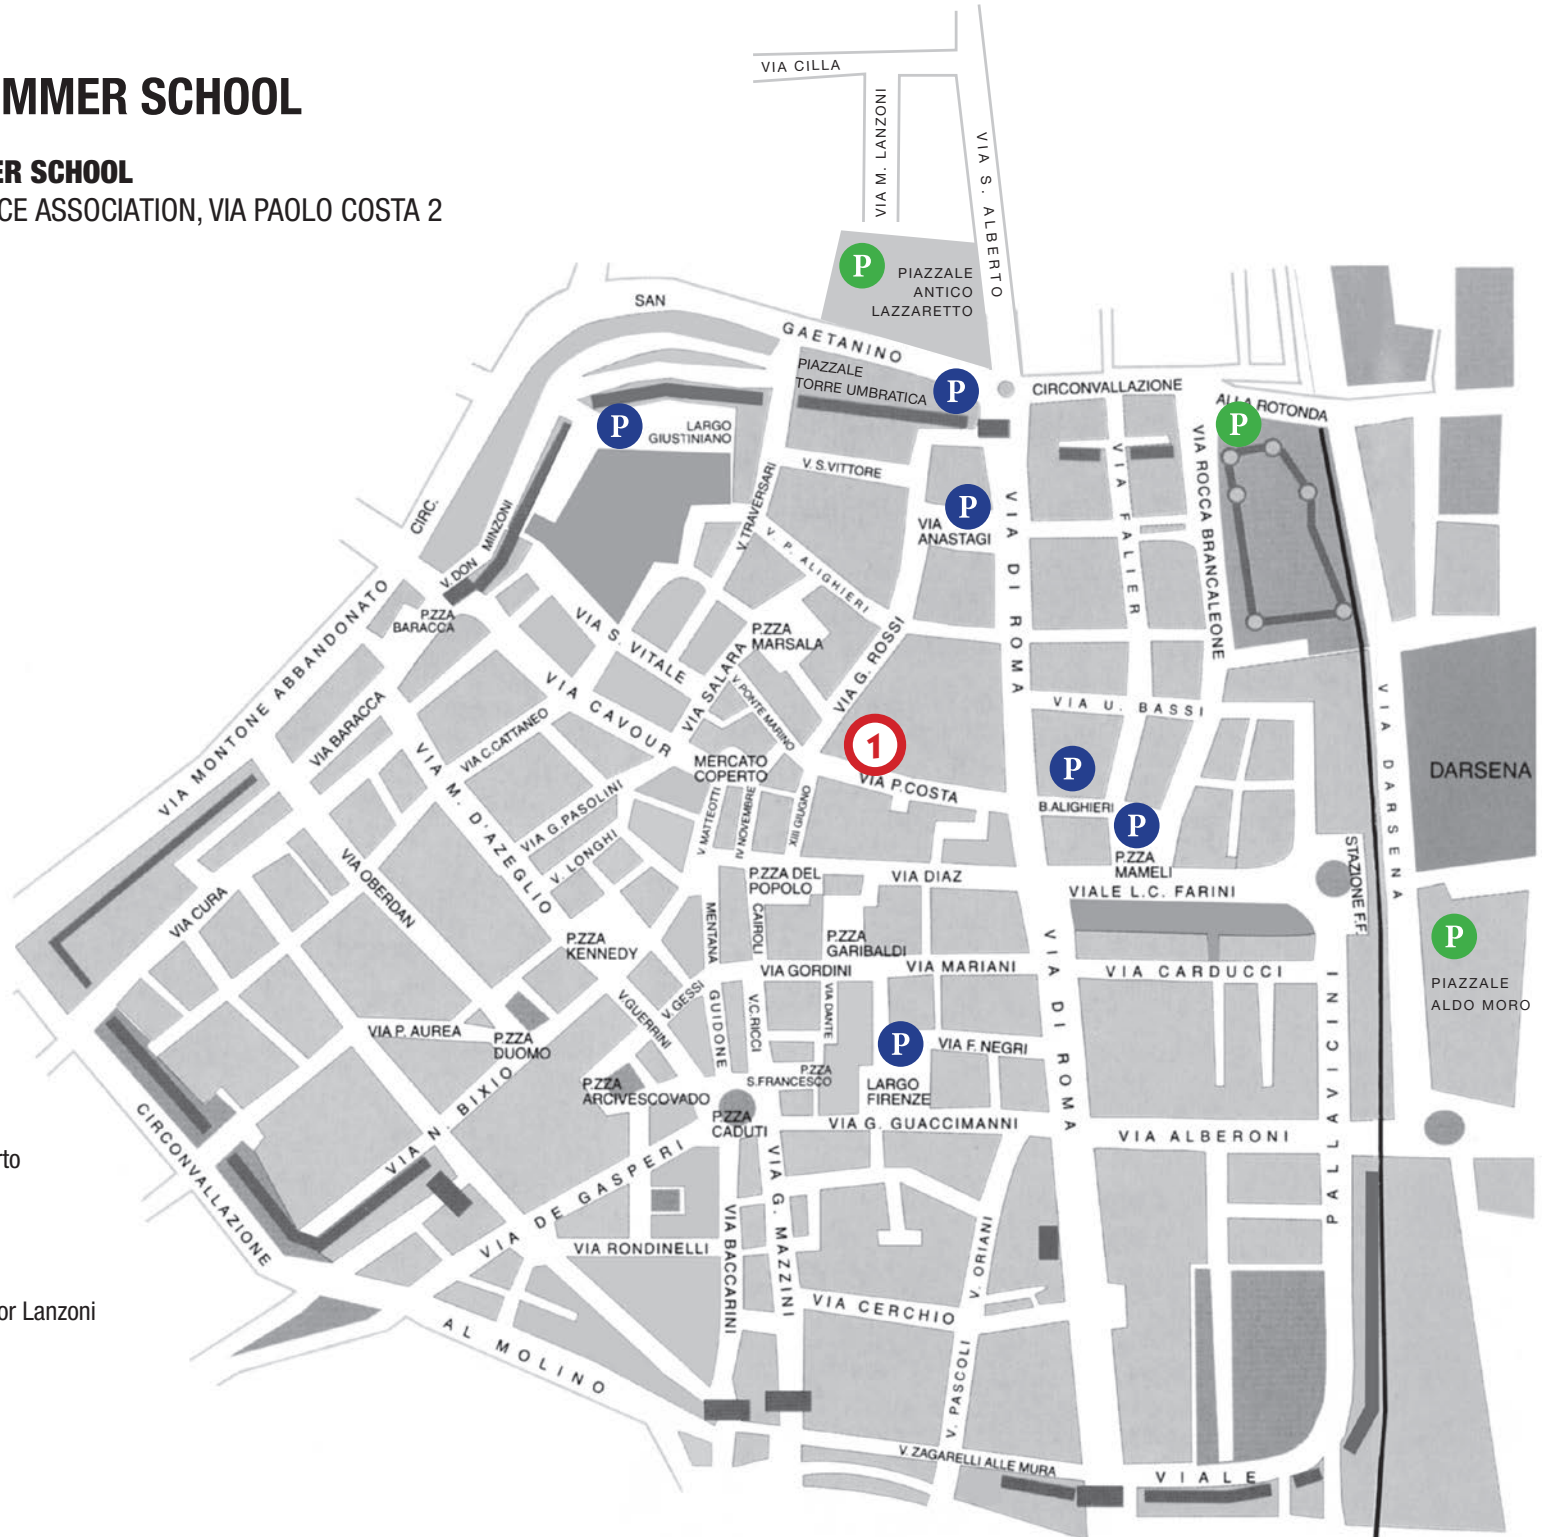 MMER SCHOOL
ER SCHOOL
CE ASSOCIATION, VIA PAOLO COSTA 2
VIA CILLA
VIA M. LANZONI
VIA S. ALBERTO
P
PIAZZALE
ANTICO
LAZZARETTO
SAN
GAETANINO
PIAZZALE
TORRE UMBRATICA
P
CIRCONVALLAZIONE
ALLA ROTONDA
P
P
LARGO
GIUSTINIANO
V. S.VITTORE
V. TRAVERSARI
VIA ROCCA BRANCALEONE
VIA FALIER
VIA DI ROMA
P
VIA
ANASTAGI
CIRC.
V. DON MINZONI
V. P. ALIGHIERI
P.ZZA
BARACCA
VIA MONTONE ABBANDONATO
VIA S. VITALE
P.ZZA
MARSALA
VIA G. ROSSI
VIA SALARA
V. PONTE MARINO
VIA CAVOUR
VIA BARACCA
VIA C.CATTANEO
VIA U. BASSI
VIA DARSENA
DARSENA
1
VIA P.COSTA
MERCATO
COPERTO
P
B.ALIGHIERI
P
P.ZZA
MAMELI
VIA M. D'AZEGLIO
VIA G.PASOLINI
V. LONGHI
V. MATTEOTTI
IV NOVEMBRE
XIII GIUGNO
VIA OBERDAN
VIA CURA
P.ZZA DEL
POPOLO
VIA DIAZ
VIALE L.C. FARINI
STAZIONE F.F.
P.ZZA
KENNEDY
MENTANA
CAIROLI
P.ZZA
GARIBALDI
VIA GORDINI
VIA MARIANI
VIA DI ROMA
VIA CARDUCCI
P
PIAZZALE
ALDO MORO
V.GUERRINI
V. GESSI
GUIDONE
V.C.RICCI
VIA DANTE
VIA P. AUREA
P.ZZA
DUOMO
P
VIA F. NEGRI
P.ZZA
S.FRANCESCO
LARGO
FIRENZE
P.ZZA
ARCIVESCOVADO
P.ZZA
CADUTI
VIA G. GUACCIMANNI
VIA ALBERONI
PALLAVICINI
CIRCONVALLAZIONE
VIA N. BIXIO
rto
VIA DE GASPERI
VIA RONDINELLI
VIA BACCARINI
VIA G. MAZZINI
V. ORIANI
VIA CERCHIO
or Lanzoni
AL MOLINO
V. PASCOLI
V. ZAGARELLI ALLE MURA
VIALE